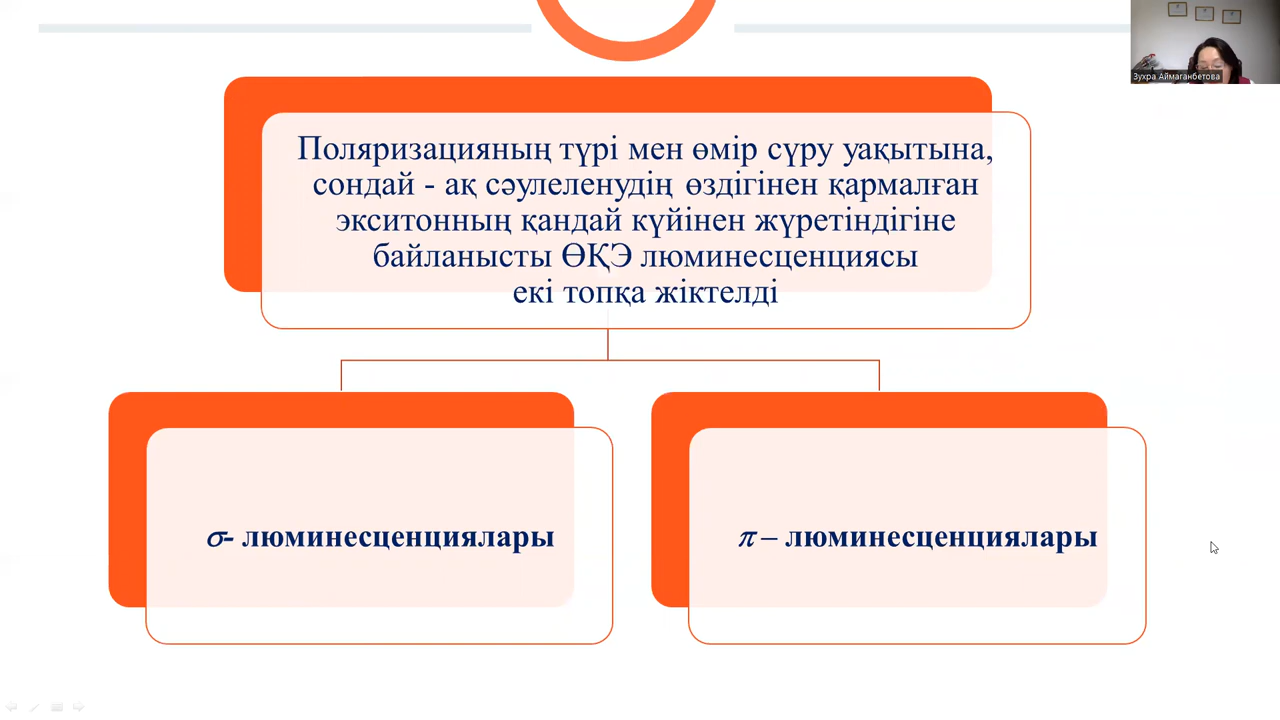 Зухра Аймаганбетова
Поляризацияның түрі мен өмір сүру уақытына,
сондай - ақ сәулеленудің өздігінен қармалған
экситонның қандай күйінен жүретіндігіне
байланысты ӨҚЭ люминесценциясы
екі топқа жіктелді
σ- люминесценциялары
π – люминесценциялары